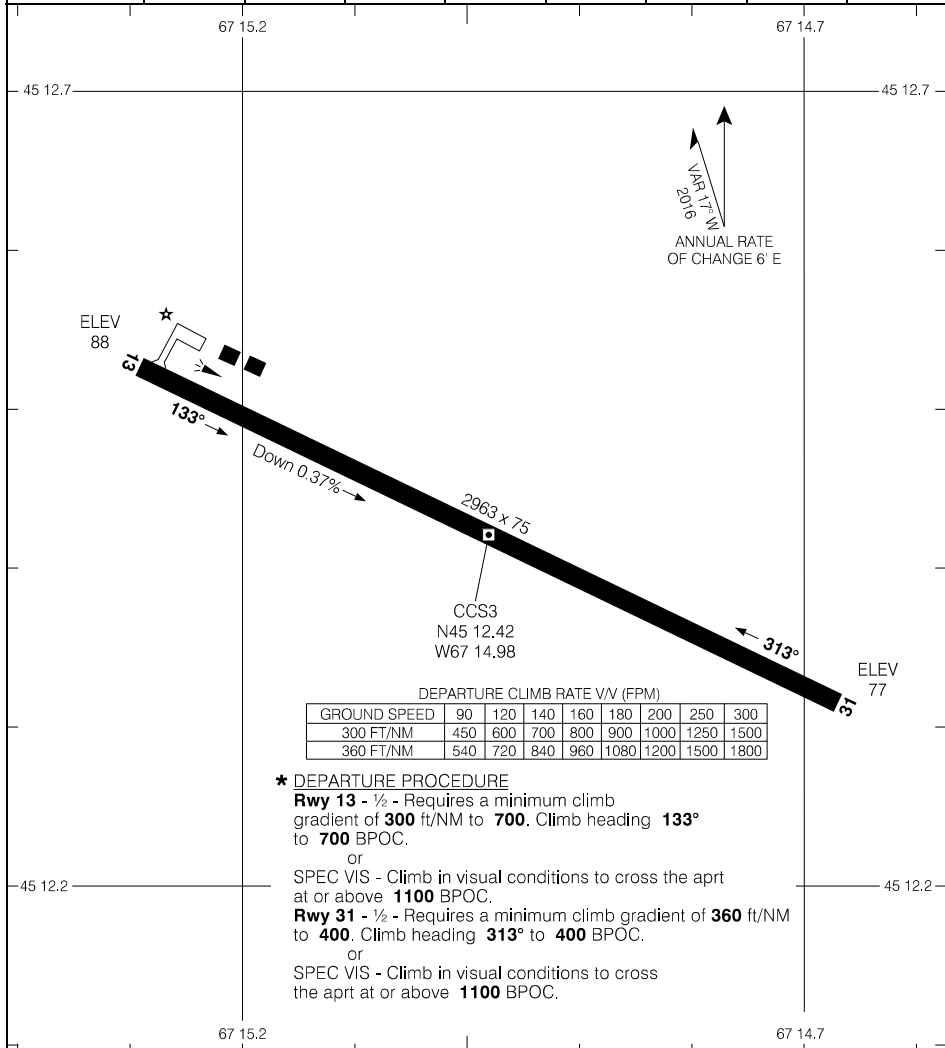 67 15.2
67 14.7
45 12.7
45 12.7
VAR 17° W
2016
ANNUAL RATE
OF CHANGE 6' E
ELEV
88
13
133°
Down 0.37%
2963 x 75
CCS3
N45 12.42
W67 14.98
313°
ELEV
77
31
DEPARTURE CLIMB RATE V/V (FPM)
GROUND SPEED 90 120 140 160 180 200 250 300
300 FT/NM 450 600 700 800 900 1000 1250 1500
360 FT/NM 540 720 840 960 1080 1200 1500 1800
* DEPARTURE PROCEDURE
Rwy 13 - ½ - Requires a minimum climb
gradient of 300 ft/NM to 700. Climb heading 133°
to 700 BPOC.
or
SPEC VIS - Climb in visual conditions to cross the aprt
at or above 1100 BPOC.
Rwy 31 - ½ - Requires a minimum climb gradient of 360 ft/NM
to 400. Climb heading 313° to 400 BPOC.
or
SPEC VIS - Climb in visual conditions to cross
the aprt at or above 1100 BPOC.
45 12.2
45 12.2
67 15.2
67 14.7